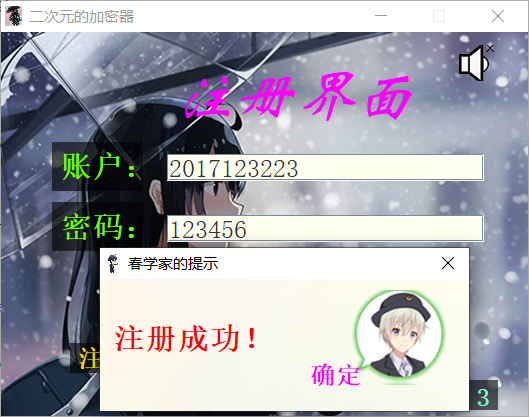 二次元的加密器
注册界面
账户： 2017123223
密码： 123456
春学家的提示
注册成功！
确定
注
3